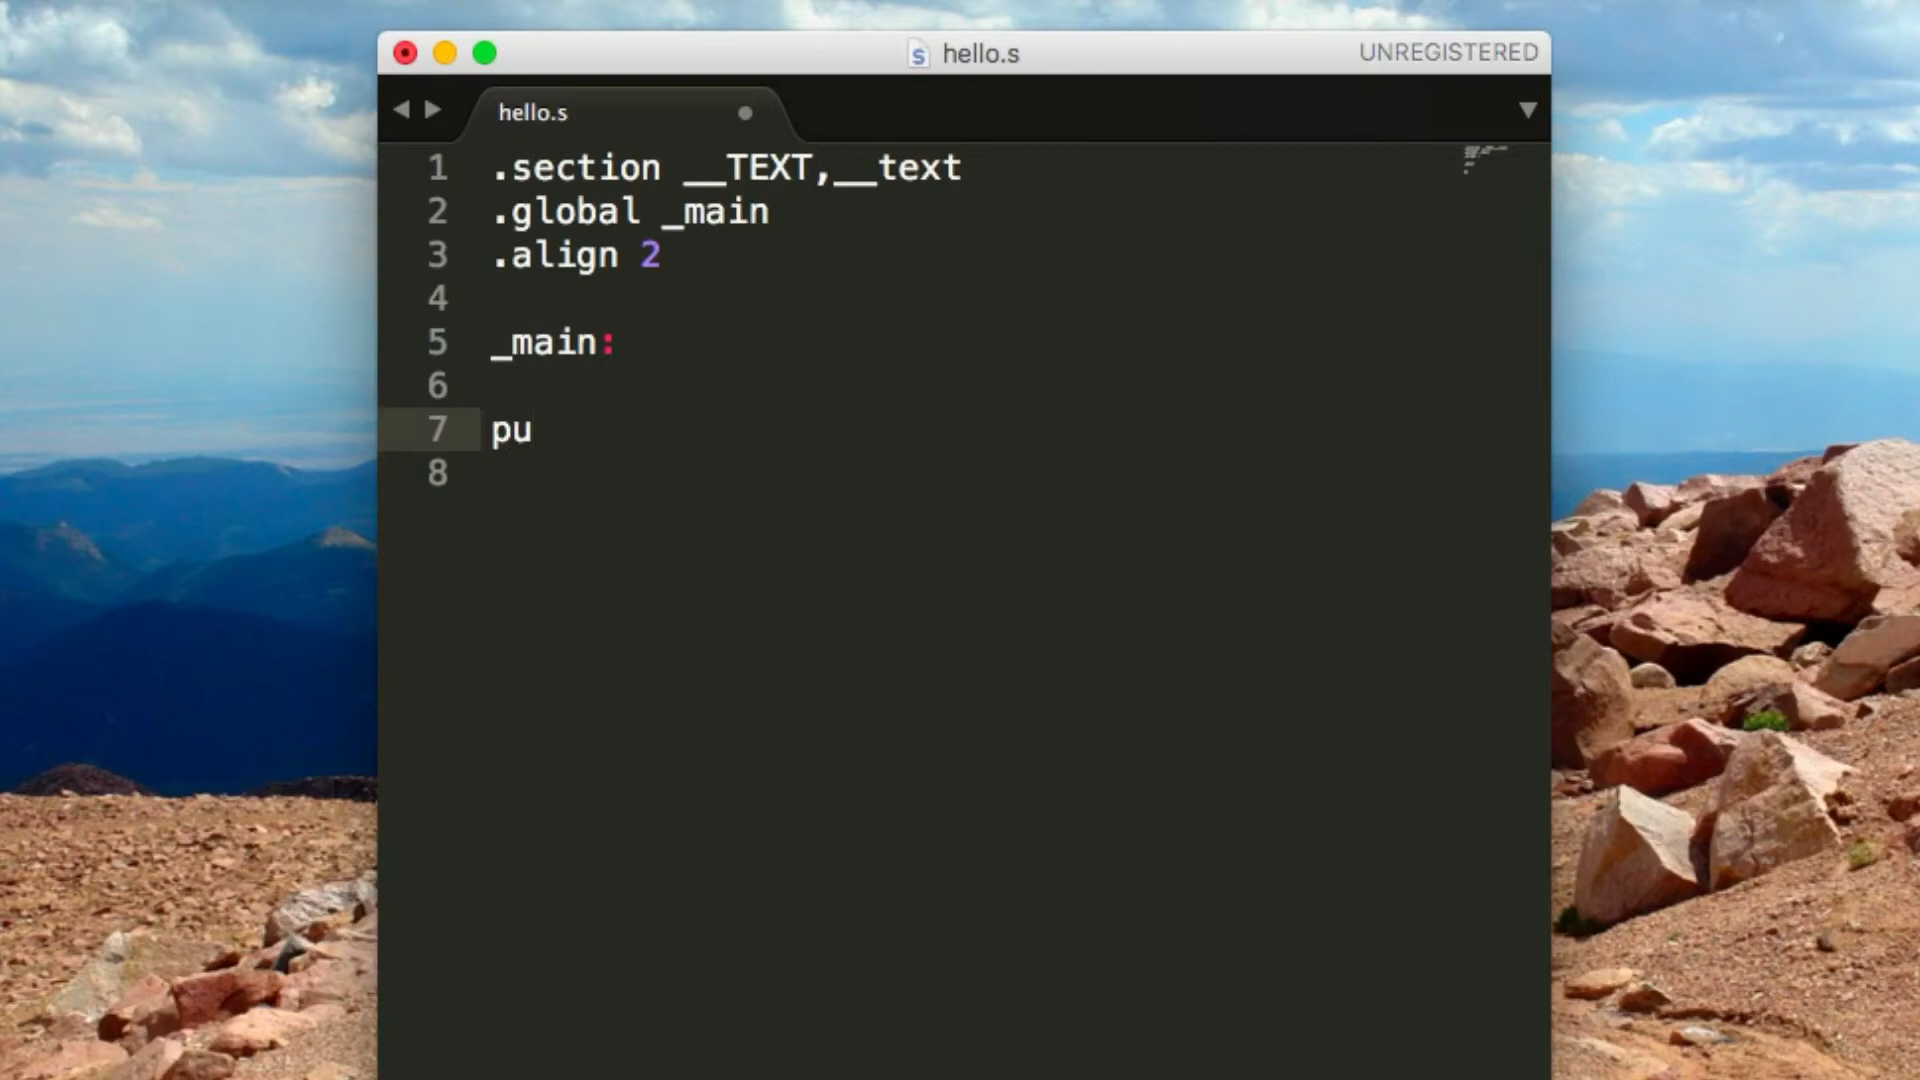 hello.s
UNREGISTERED
hello.s
1 .section __TEXT,__text
2 .global _main
3 .align 2
4
5 _main:
6
7 pu
8